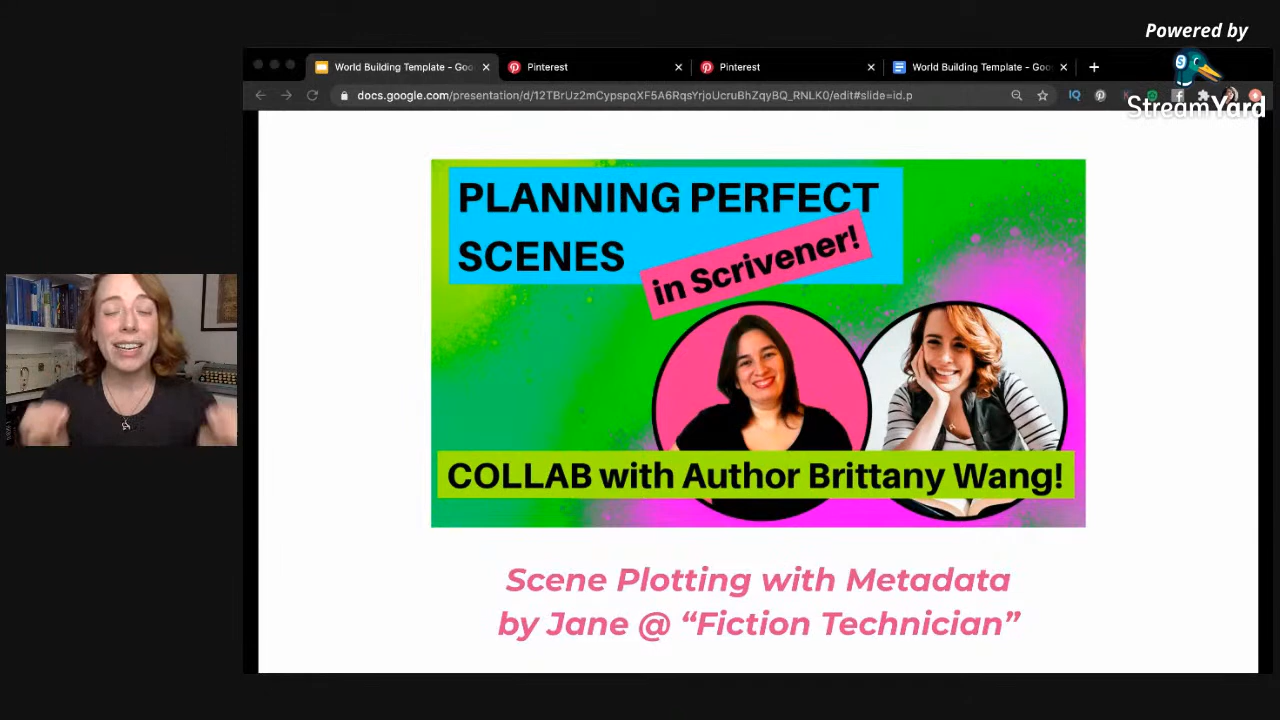 Powered by
StreamYard
World Building Template - Goo
Pinterest
Pinterest
World Building Template - Goo
docs.google.com/presentation/d/12TBrUz2mCypspqXF5A6RqsYrjoUcruBhZqyBQ_RNLK0/edit#slide=id.p
IQ
PLANNING PERFECT
SCENES
in Scrivener!
COLLAB with Author Brittany Wang!
Scene Plotting with Metadata
by Jane @ “Fiction Technician”